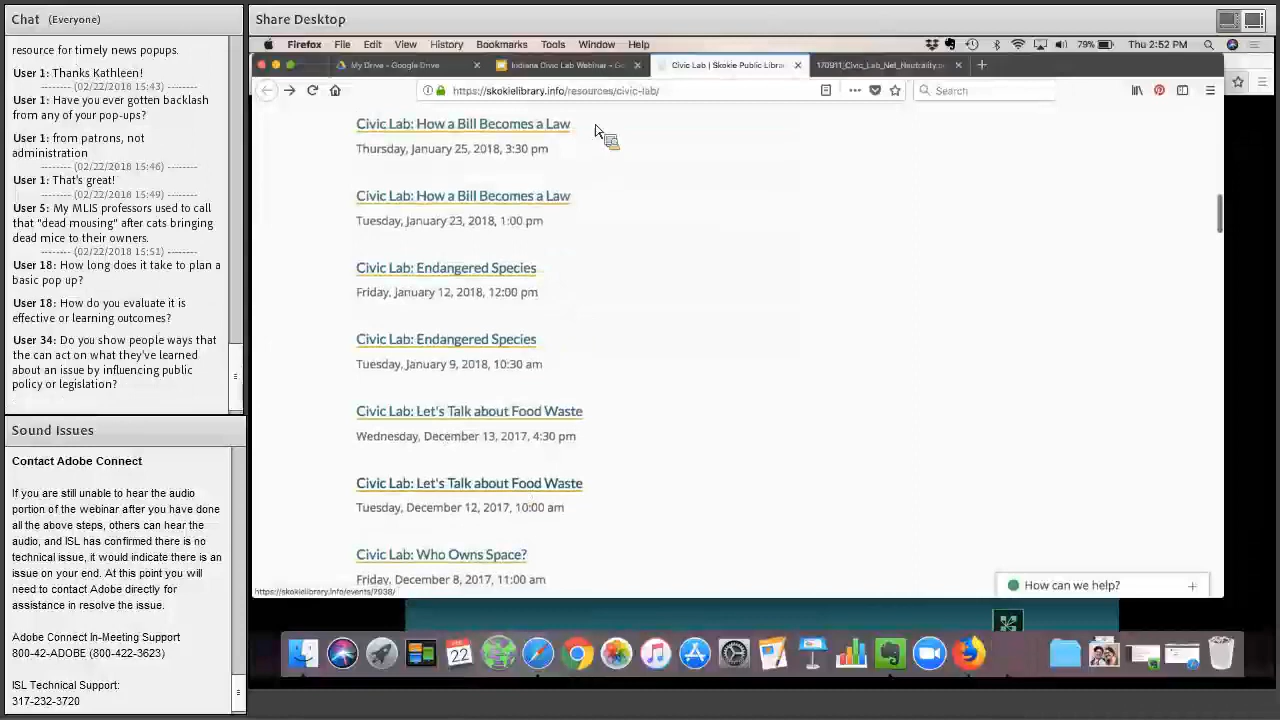 Chat (Everyone)
resource for timely news popups.
User 1: Thanks Kathleen!
-------- (02/22/2018 15:43) --------
User 1: Have you ever gotten backlash
from any of your pop-ups?
User 1: from patrons, not
administration
-------- (02/22/2018 15:46) --------
User 1: That's great!
-------- (02/22/2018 15:49) --------
User 5: My MLIS professors used to call
that "dead mousing" after cats bringing
dead mice to their owners.
-------- (02/22/2018 15:51) --------
User 18: How long does it take to plan a
basic pop up?
User 18: How do you evaluate it is
effective or learning outcomes?
User 34: Do you show people ways that
the can act on what they've learned
about an issue by influencing public
policy or legislation?
Sound Issues
Contact Adobe Connect
If you are still unable to hear the audio
portion of the webinar after you have done
all the above steps, others can hear the
audio, and ISL has confirmed there is no
technical issue, it would indicate there is an
issue on your end. At this point you will
need to contact Adobe directly for
assistance in resolve the issue.
Adobe Connect In-Meeting Support
800-42-ADOBE (800-422-3623)
ISL Technical Support:
317-232-3720
Share Desktop
Firefox File Edit View History Bookmarks Tools Window Help 79% Thu 2:52 PM
My Drive - Google Drive × Indiana Civic Lab Webinar - Go × Civic Lab | Skokie Public Libra × 170911_Civic_Lab_Net_Neutrality.p × +
https://skokielibrary.info/resources/civic-lab/ Search
Civic Lab: How a Bill Becomes a Law
Thursday, January 25, 2018, 3:30 pm
Civic Lab: How a Bill Becomes a Law
Tuesday, January 23, 2018, 1:00 pm
Civic Lab: Endangered Species
Friday, January 12, 2018, 12:00 pm
Civic Lab: Endangered Species
Tuesday, January 9, 2018, 10:30 am
Civic Lab: Let's Talk about Food Waste
Wednesday, December 13, 2017, 4:30 pm
Civic Lab: Let's Talk about Food Waste
Tuesday, December 12, 2017, 10:00 am
Civic Lab: Who Owns Space?
Friday, December 8, 2017, 11:00 am
How can we help? +
FEB
22